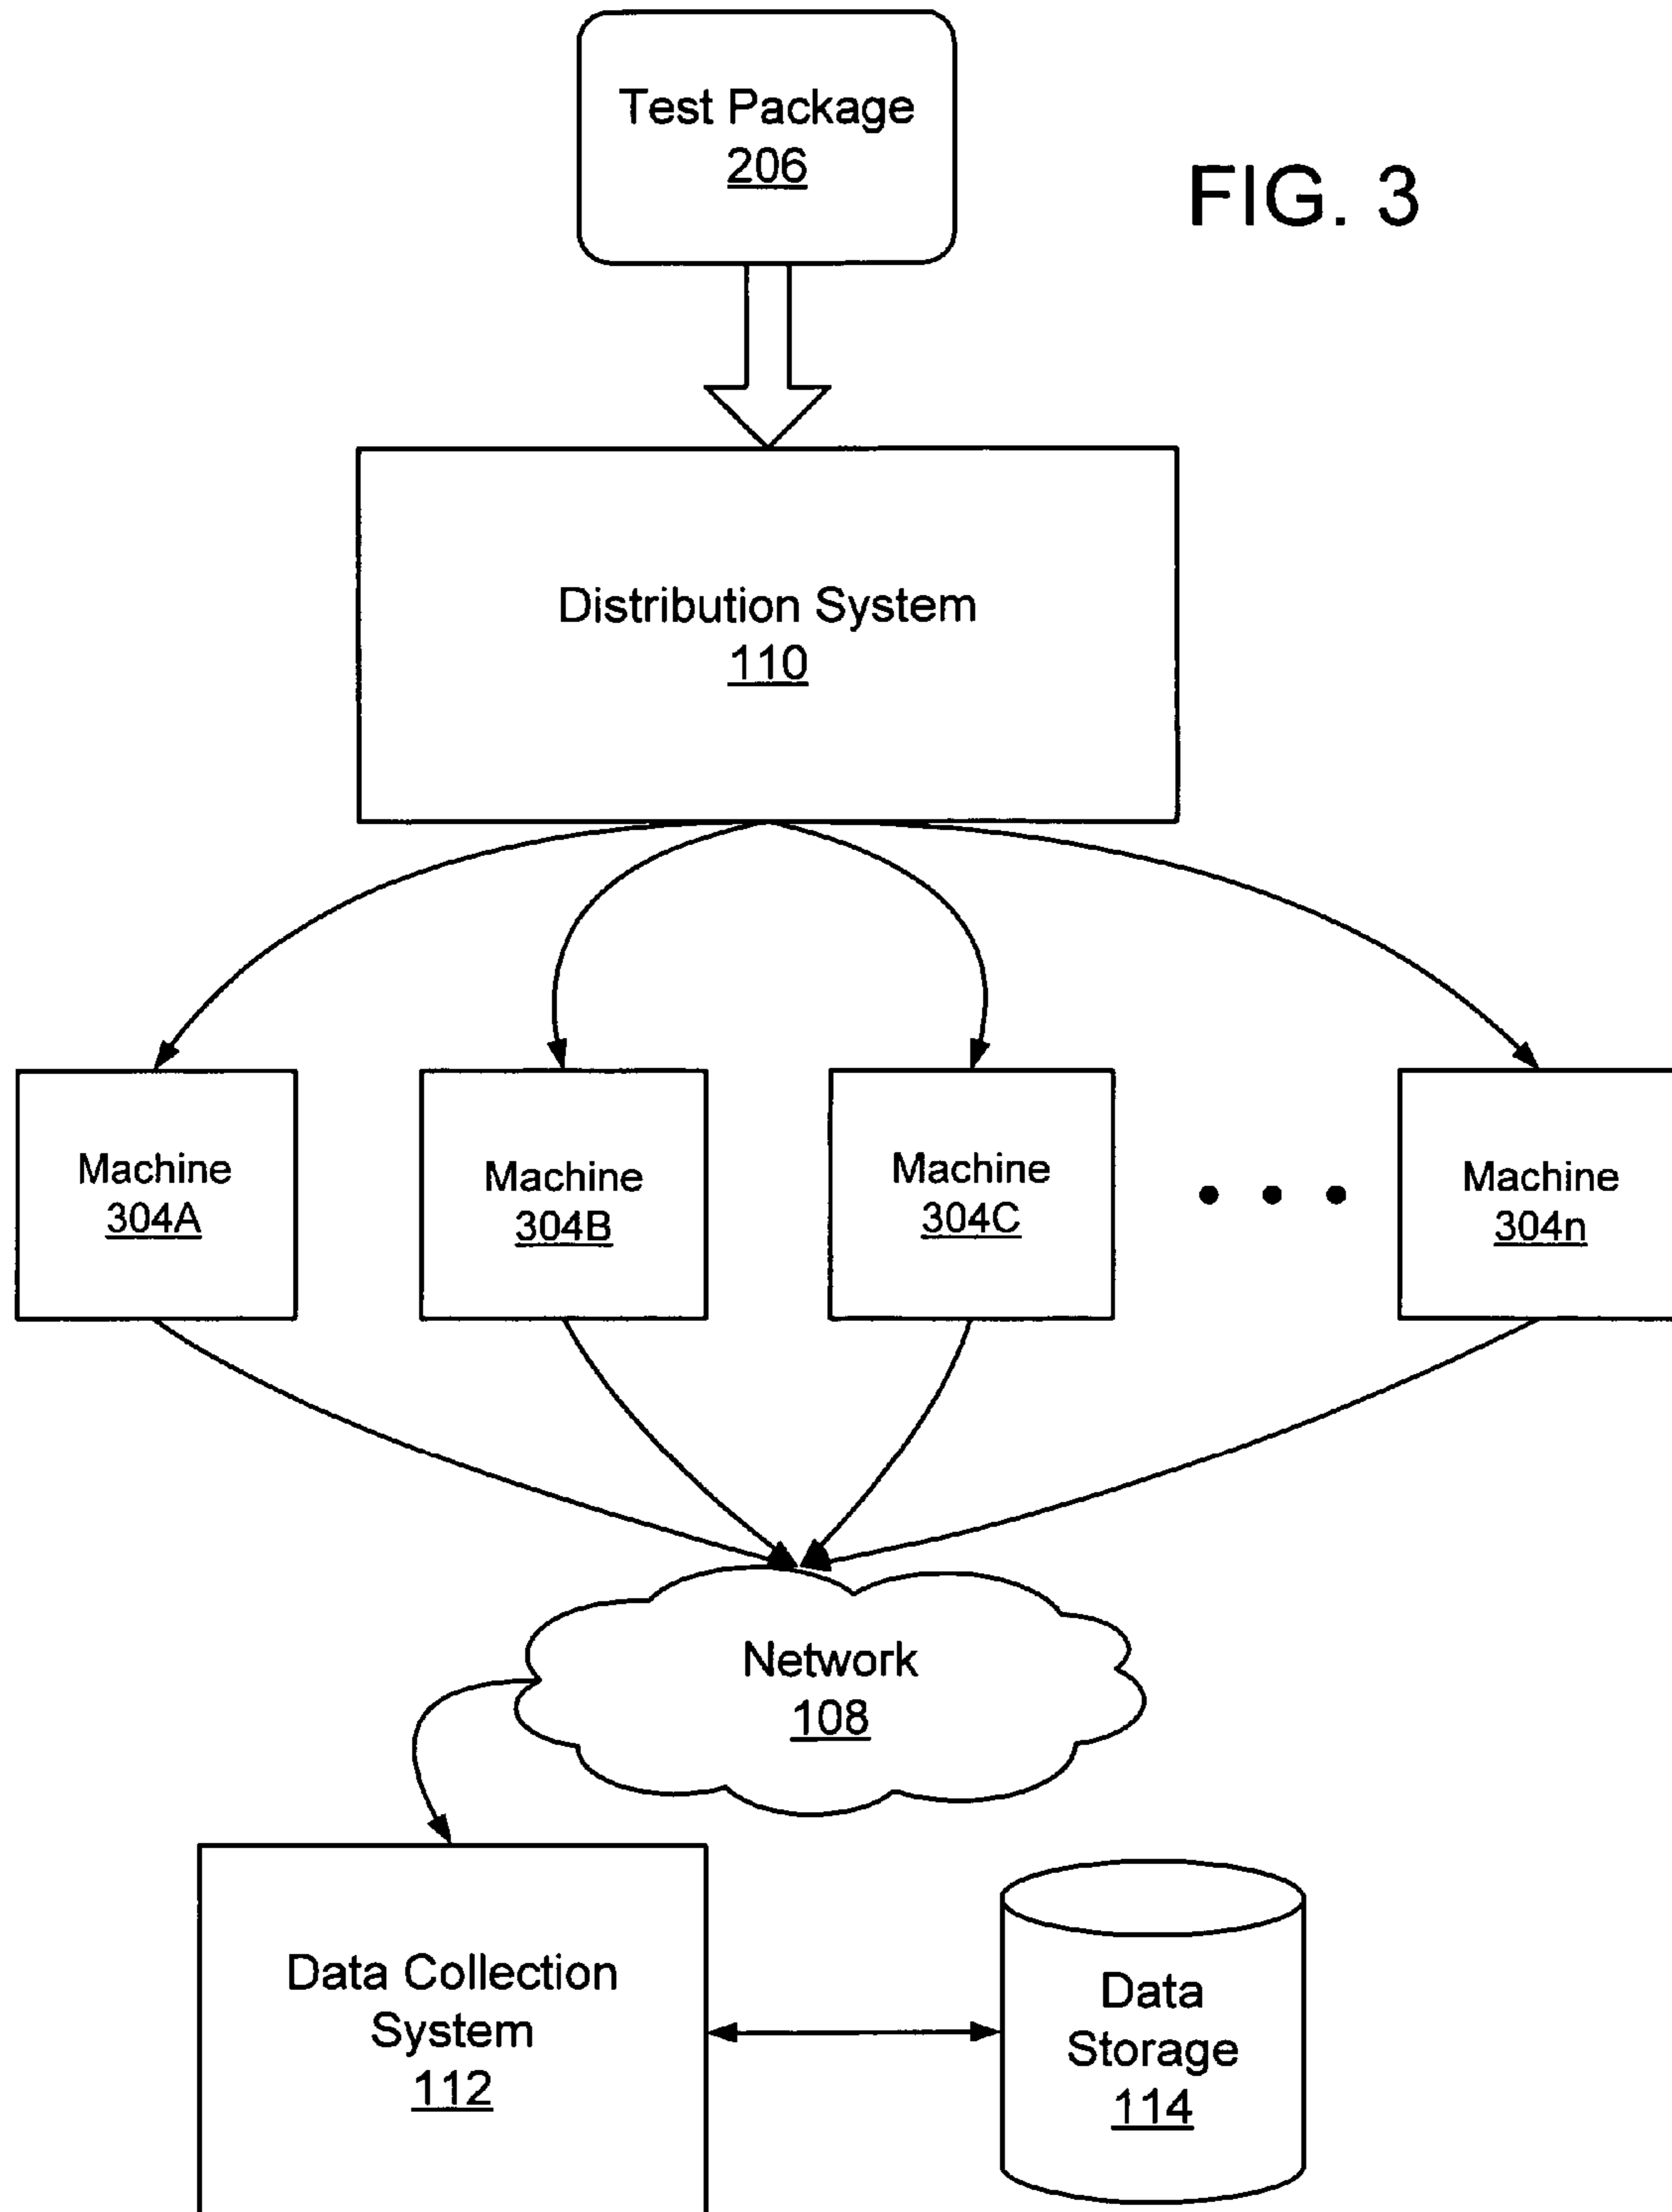 Test Package
206
FIG. 3
Distribution System
110
Machine
304A
Machine
304B
Machine
304C
Machine
304n
Network
108
Data Collection
System
112
Data
Storage
114